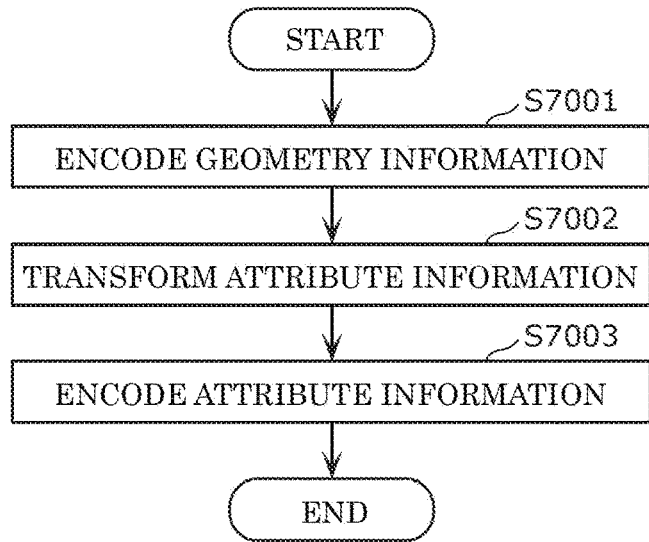 START
S7001
ENCODE GEOMETRY INFORMATION
S7002
TRANSFORM ATTRIBUTE INFORMATION
S7003
ENCODE ATTRIBUTE INFORMATION
END